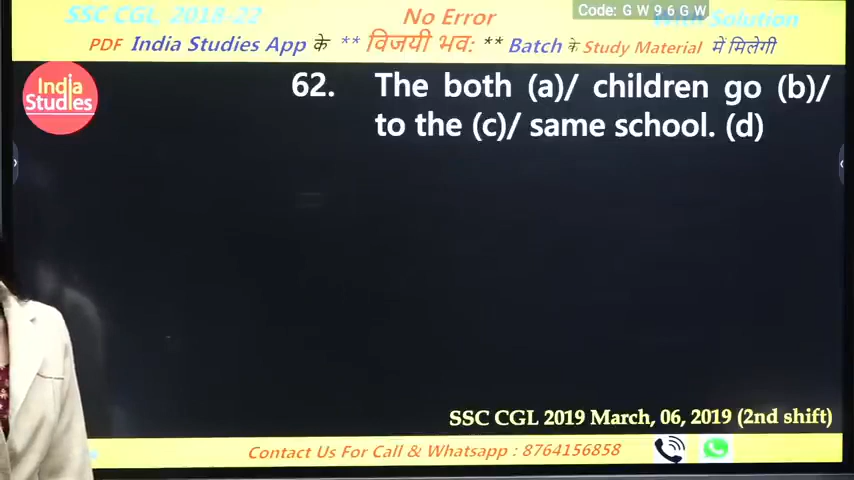 SSC CGL, 2018-22
No Error
Code: G W 9 6 G W
With Solution
PDF India Studies App के ** विजयी भव: ** Batch के Study Material में मिलेगी
India
Studies
62. The both (a)/ children go (b)/
to the (c)/ same school. (d)
SSC CGL 2019 March, 06, 2019 (2nd shift)
Contact Us For Call & Whatsapp : 8764156858